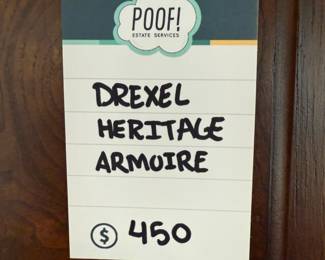 POOF!
ESTATE SERVICES
DREXEL
HERITAGE
ARMOIRE
$ 450